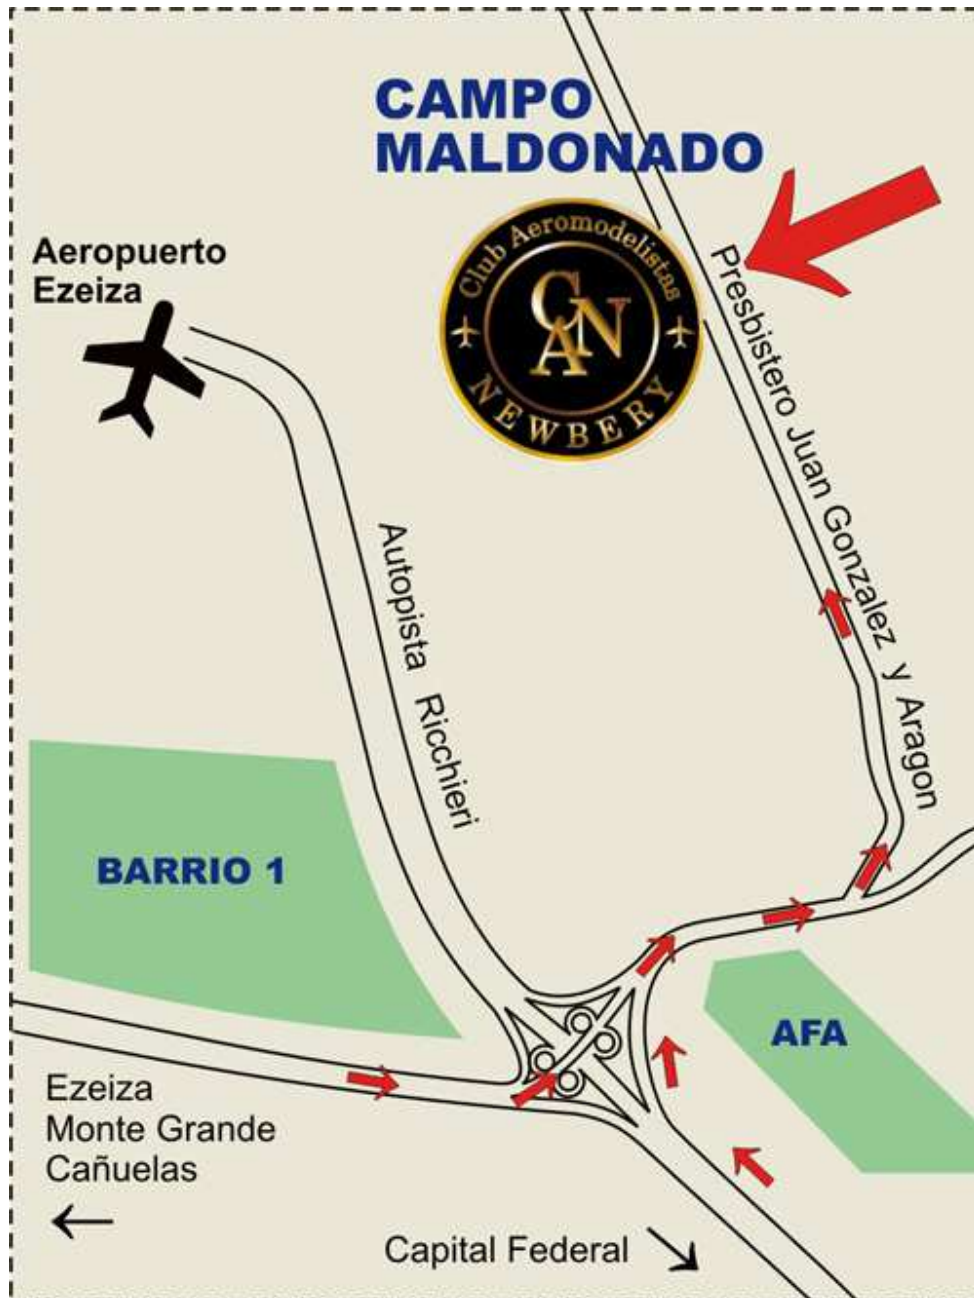 CAMPO
MALDONADO
Aeropuerto
Ezeiza
Club Aeromodelistas
CAN
NEWBERY
Presbistero Juan Gonzalez y Aragon
Autopista Ricchieri
BARRIO 1
AFA
Ezeiza
Monte Grande
Cañuelas
Capital Federal